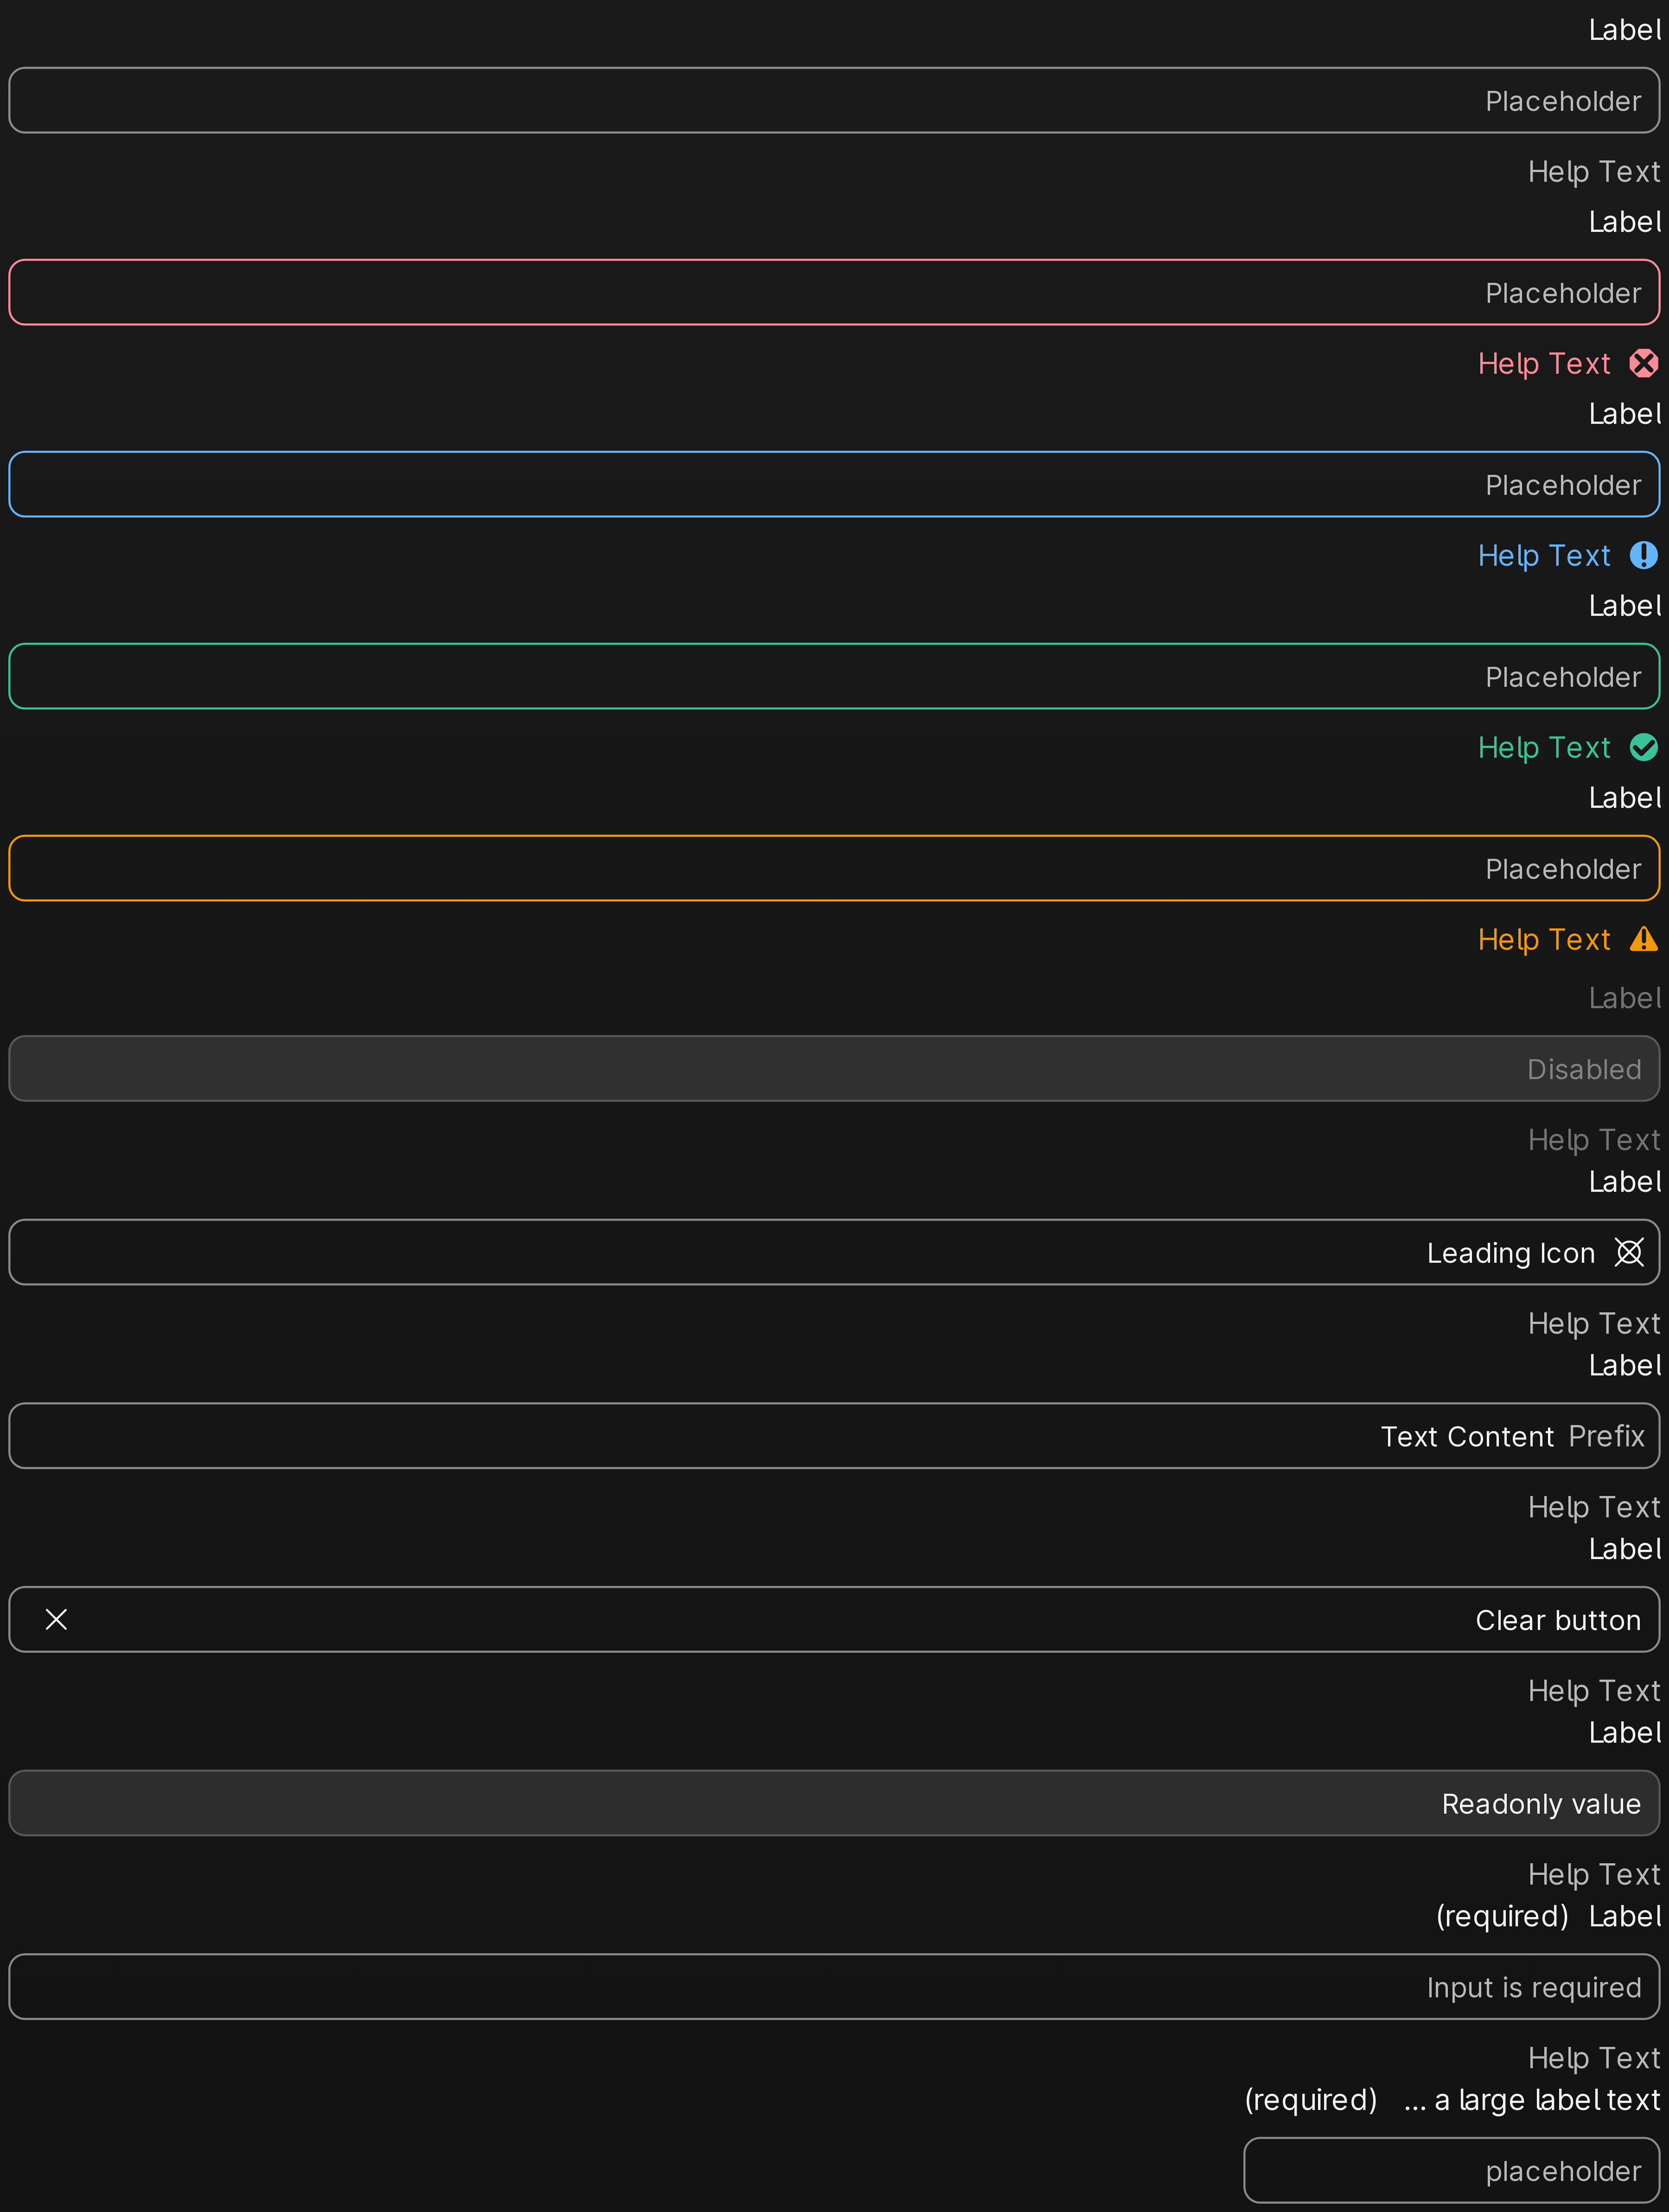 Label
Placeholder
Help Text
Label
Placeholder
Help Text
Label
Placeholder
Help Text
Label
Placeholder
Help Text
Label
Placeholder
Help Text
Label
Disabled
Help Text
Label
Leading Icon
Help Text
Label
Text Content Prefix
Help Text
Label
Clear button
Help Text
Label
Readonly value
Help Text
(required) Label
Input is required
Help Text
(required) ... a large label text
placeholder